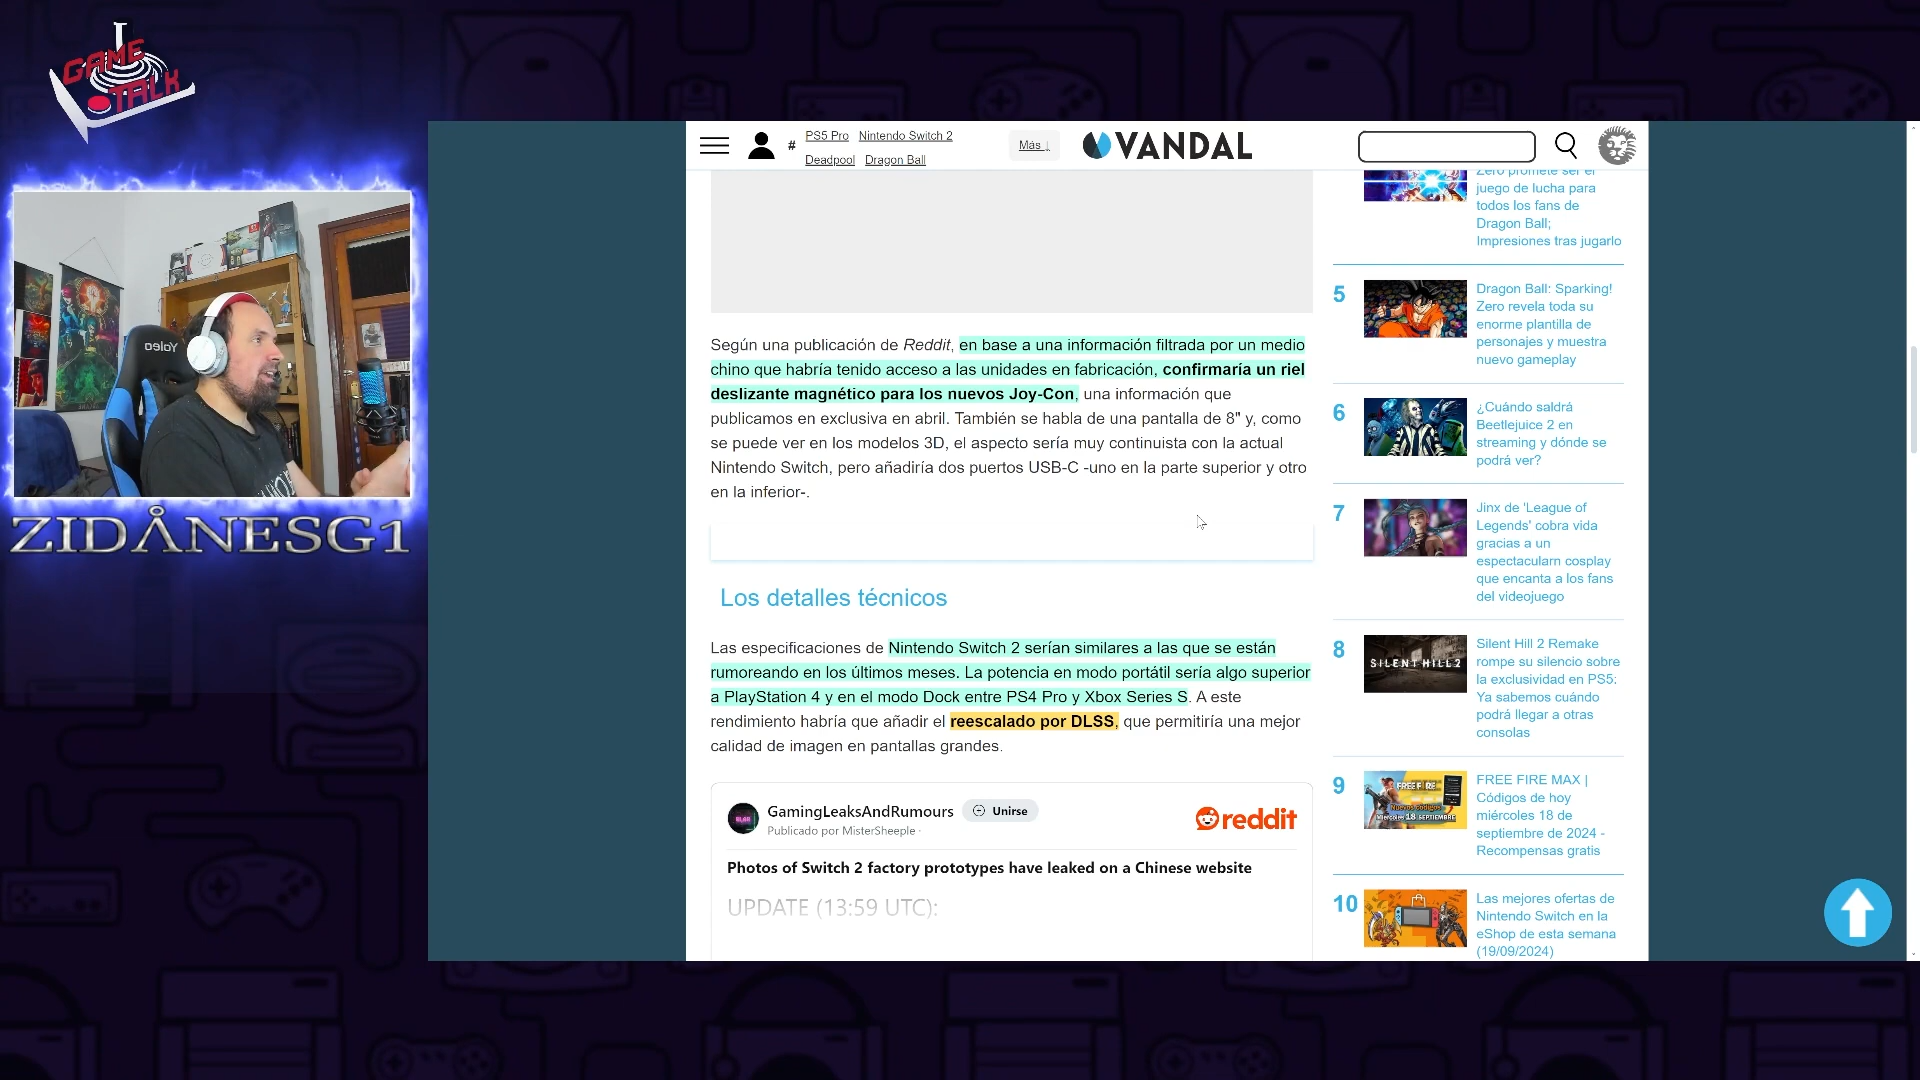 GAME
TALK
ZIDÅNESG1
#
PS5 Pro
Nintendo Switch 2
Deadpool
Dragon Ball
Más ↓
VANDAL
Según una publicación de Reddit, en base a una información filtrada por un medio
chino que habría tenido acceso a las unidades en fabricación, confirmaría un riel
deslizante magnético para los nuevos Joy-Con, una información que
publicamos en exclusiva en abril. También se habla de una pantalla de 8" y, como
se puede ver en los modelos 3D, el aspecto sería muy continuista con la actual
Nintendo Switch, pero añadiría dos puertos USB-C -uno en la parte superior y otro
en la inferior-.
Los detalles técnicos
Las especificaciones de Nintendo Switch 2 serían similares a las que se están
rumoreando en los últimos meses. La potencia en modo portátil sería algo superior
a PlayStation 4 y en el modo Dock entre PS4 Pro y Xbox Series S. A este
rendimiento habría que añadir el reescalado por DLSS, que permitiría una mejor
calidad de imagen en pantallas grandes.
GamingLeaksAndRumours
Unirse
Publicado por MisterSheeple ·
reddit
Photos of Switch 2 factory prototypes have leaked on a Chinese website
UPDATE (13:59 UTC):
Zero promete ser el
juego de lucha para
todos los fans de
Dragon Ball;
Impresiones tras jugarlo
5
Dragon Ball: Sparking!
Zero revela toda su
enorme plantilla de
personajes y muestra
nuevo gameplay
6
¿Cuándo saldrá
Beetlejuice 2 en
streaming y dónde se
podrá ver?
7
Jinx de 'League of
Legends' cobra vida
gracias a un
espectacularn cosplay
que encanta a los fans
del videojuego
8
SILENT HILL 2
Silent Hill 2 Remake
rompe su silencio sobre
la exclusividad en PS5:
Ya sabemos cuándo
podrá llegar a otras
consolas
9
FREE FIRE
Miércoles 18 SEPTIEMBRE
FREE FIRE MAX |
Códigos de hoy
miércoles 18 de
septiembre de 2024 -
Recompensas gratis
10
Las mejores ofertas de
Nintendo Switch en la
eShop de esta semana
(19/09/2024)